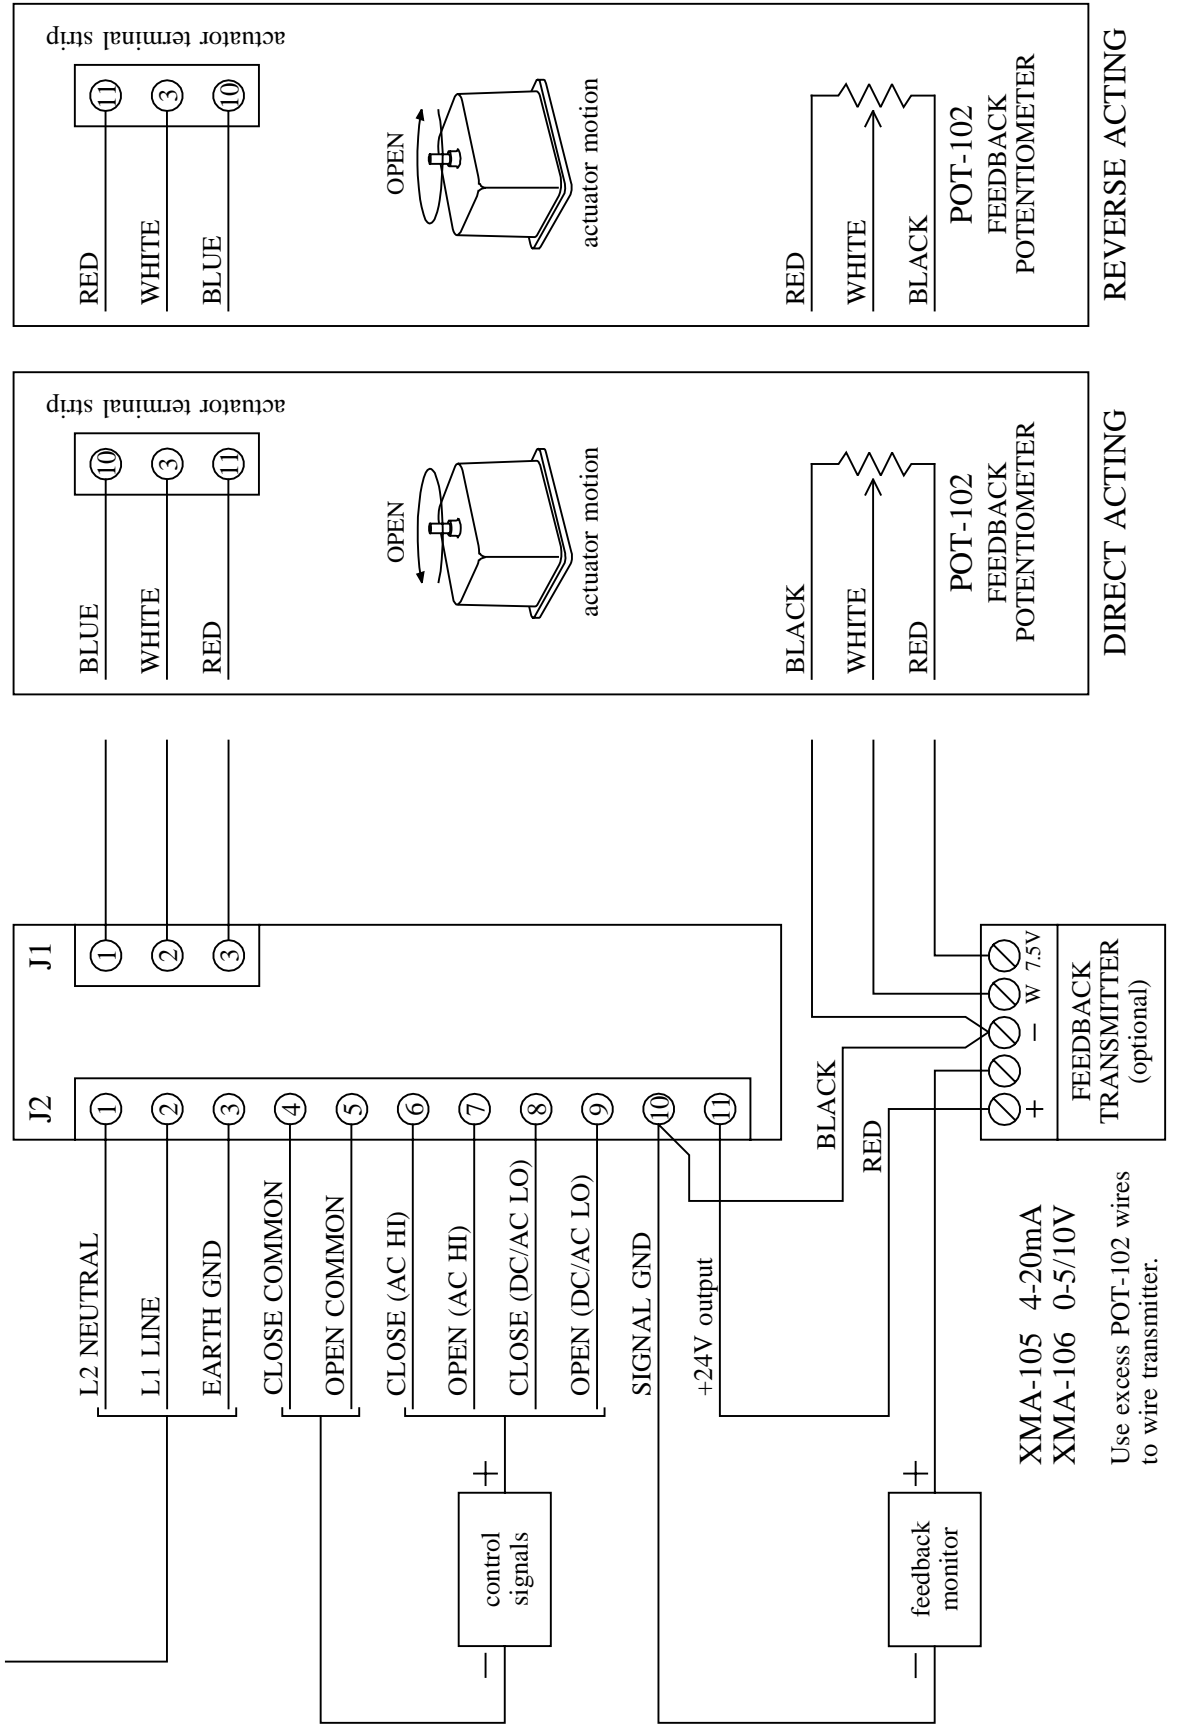 L2 NEUTRAL
L1 LINE
EARTH GND
CLOSE COMMON
OPEN COMMON
CLOSE (AC HI)
OPEN (AC HI)
CLOSE (DC/AC LO)
OPEN (DC/AC LO)
SIGNAL GND
+24V output
− control signals +
− feedback monitor +
J2
1
2
3
4
5
6
7
8
9
10
11
J1
1
2
3
BLACK
RED
+ − W 7.5V
FEEDBACK
TRANSMITTER
(optional)
XMA-105 4-20mA
XMA-106 0-5/10V
Use excess POT-102 wires
to wire transmitter.
actuator terminal strip
BLUE 10
WHITE 3
RED 11
OPEN
actuator motion
BLACK
WHITE
RED
POT-102
FEEDBACK
POTENTIOMETER
DIRECT ACTING
actuator terminal strip
RED 11
WHITE 3
BLUE 10
OPEN
actuator motion
RED
WHITE
BLACK
POT-102
FEEDBACK
POTENTIOMETER
REVERSE ACTING